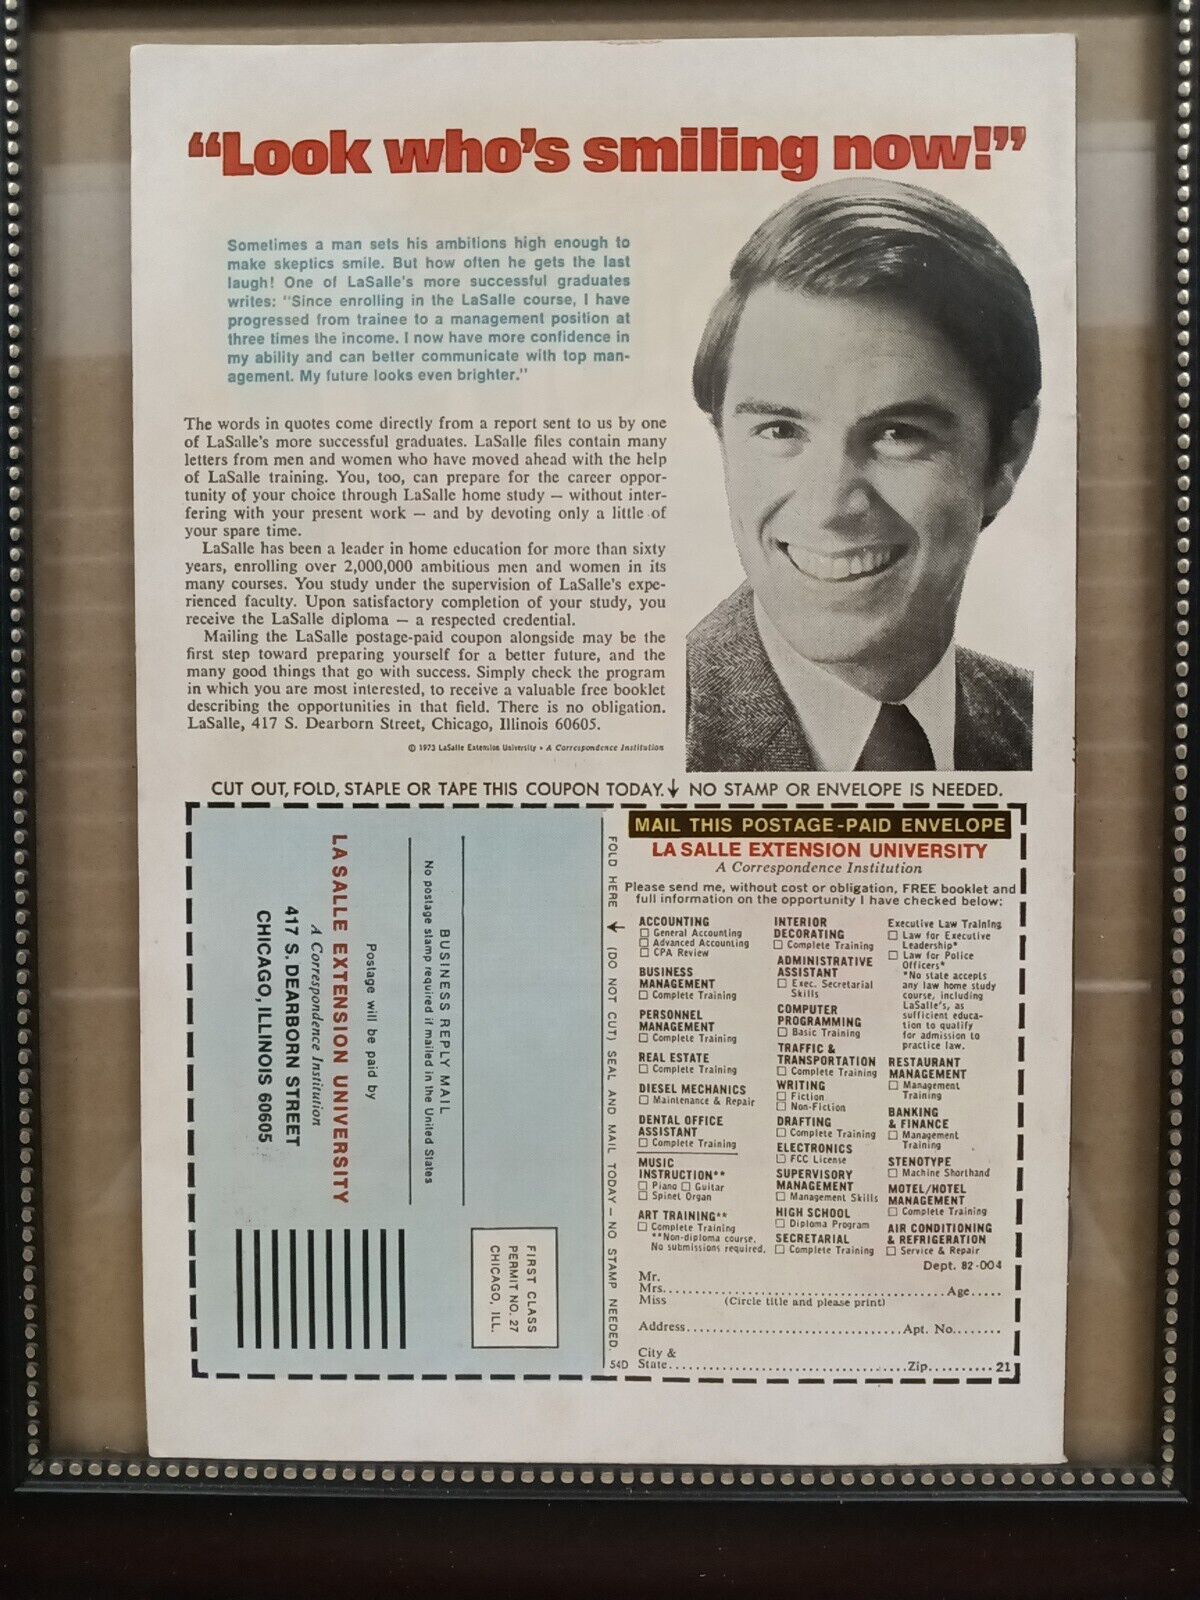 “Look who’s smiling now!”
Sometimes a man sets his ambitions high enough to
make skeptics smile. But how often he gets the last
laugh! One of LaSalle's more successful graduates
writes: "Since enrolling in the LaSalle course, I have
progressed from trainee to a management position at
three times the income. I now have more confidence in
my ability and can better communicate with top man-
agement. My future looks even brighter."
The words in quotes come directly from a report sent to us by one
of LaSalle's more successful graduates. LaSalle files contain many
letters from men and women who have moved ahead with the help
of LaSalle training. You, too, can prepare for the career oppor-
tunity of your choice through LaSalle home study — without inter-
fering with your present work — and by devoting only a little of
your spare time.
LaSalle has been a leader in home education for more than sixty
years, enrolling over 2,000,000 ambitious men and women in its
many courses. You study under the supervision of LaSalle's expe-
rienced faculty. Upon satisfactory completion of your study, you
receive the LaSalle diploma — a respected credential.
Mailing the LaSalle postage-paid coupon alongside may be the
first step toward preparing yourself for a better future, and the
many good things that go with success. Simply check the program
in which you are most interested, to receive a valuable free booklet
describing the opportunities in that field. There is no obligation.
LaSalle, 417 S. Dearborn Street, Chicago, Illinois 60605.
© 1973 LaSalle Extension University • A Correspondence Institution
CUT OUT, FOLD, STAPLE OR TAPE THIS COUPON TODAY. ↓ NO STAMP OR ENVELOPE IS NEEDED.
FIRST CLASS
PERMIT NO. 27
CHICAGO, ILL.
BUSINESS REPLY MAIL
No postage stamp required if mailed in the United States
Postage will be paid by
LA SALLE EXTENSION UNIVERSITY
A Correspondence Institution
417 S. DEARBORN STREET
CHICAGO, ILLINOIS 60605
FOLD HERE → (DO NOT CUT) SEAL AND MAIL TODAY — NO STAMP NEEDED.
54D
MAIL THIS POSTAGE-PAID ENVELOPE
LA SALLE EXTENSION UNIVERSITY
A Correspondence Institution
Please send me, without cost or obligation, FREE booklet and
full information on the opportunity I have checked below:
ACCOUNTING
☐ General Accounting
☐ Advanced Accounting
☐ CPA Review
BUSINESS
MANAGEMENT
☐ Complete Training
PERSONNEL
MANAGEMENT
☐ Complete Training
REAL ESTATE
☐ Complete Training
DIESEL MECHANICS
☐ Maintenance & Repair
DENTAL OFFICE
ASSISTANT
☐ Complete Training
MUSIC
INSTRUCTION**
☐ Piano ☐ Guitar
☐ Spinet Organ
ART TRAINING**
☐ Complete Training
**Non-diploma course.
No submissions required.
INTERIOR
DECORATING
☐ Complete Training
ADMINISTRATIVE
ASSISTANT
☐ Exec. Secretarial
Skills
COMPUTER
PROGRAMMING
☐ Basic Training
TRAFFIC &
TRANSPORTATION
☐ Complete Training
WRITING
☐ Fiction
☐ Non-Fiction
DRAFTING
☐ Complete Training
ELECTRONICS
☐ FCC License
SUPERVISORY
MANAGEMENT
☐ Management Skills
HIGH SCHOOL
☐ Diploma Program
SECRETARIAL
☐ Complete Training
Executive Law Training
☐ Law for Executive
Leadership*
☐ Law for Police
Officers*
*No state accepts
any law home study
course, including
LaSalle's, as
sufficient educa-
tion to qualify
for admission to
practice law.
RESTAURANT
MANAGEMENT
☐ Management
Training
BANKING
& FINANCE
☐ Management
Training
STENOTYPE
☐ Machine Shorthand
MOTEL/HOTEL
MANAGEMENT
☐ Complete Training
AIR CONDITIONING
& REFRIGERATION
☐ Service & Repair
Dept. 82-004
Mr.
Mrs. Age
Miss (Circle title and please print)
Address Apt. No.
City &
State Zip 21